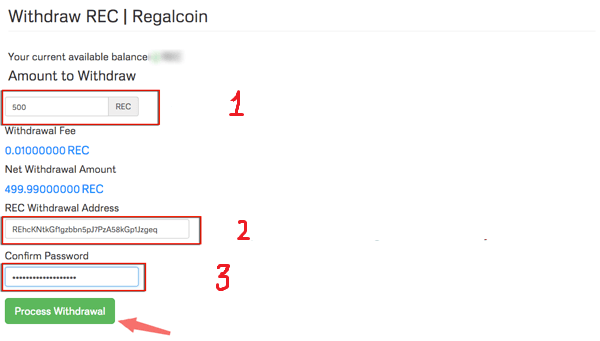 Withdraw REC | Regalcoin
Your current available balance
Amount to Withdraw
500 REC
1
Withdrawal Fee
0.01000000 REC
Net Withdrawal Amount
499.99000000 REC
REC Withdrawal Address
REhcKNtkGf1gzbbn5pJ7PzA58kGp1Jzgeq
2
Confirm Password
•••••••••••••••••••
3
Process Withdrawal